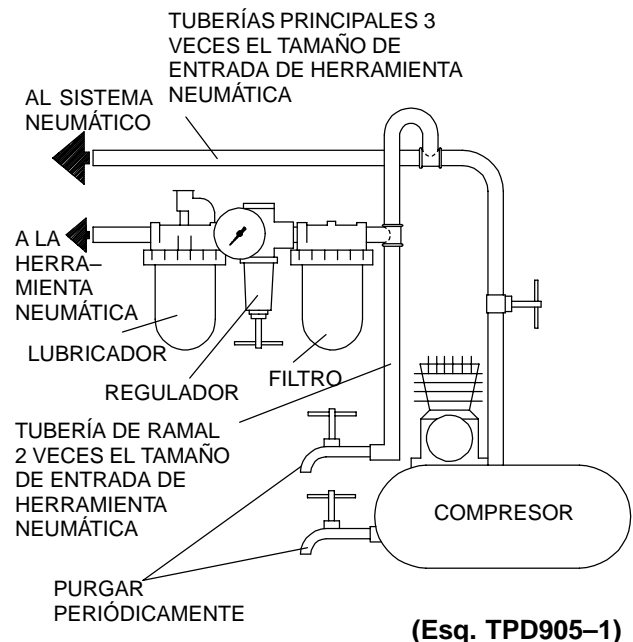 TUBERÍAS PRINCIPALES 3
VECES EL TAMAÑO DE
ENTRADA DE HERRAMIENTA
NEUMÁTICA
AL SISTEMA
NEUMÁTICO
A LA
HERRA–
MIENTA
NEUMÁTICA
LUBRICADOR
REGULADOR
FILTRO
TUBERÍA DE RAMAL
2 VECES EL TAMAÑO
DE ENTRADA DE
HERRAMIENTA
NEUMÁTICA
COMPRESOR
PURGAR
PERIÓDICAMENTE
(Esq. TPD905–1)